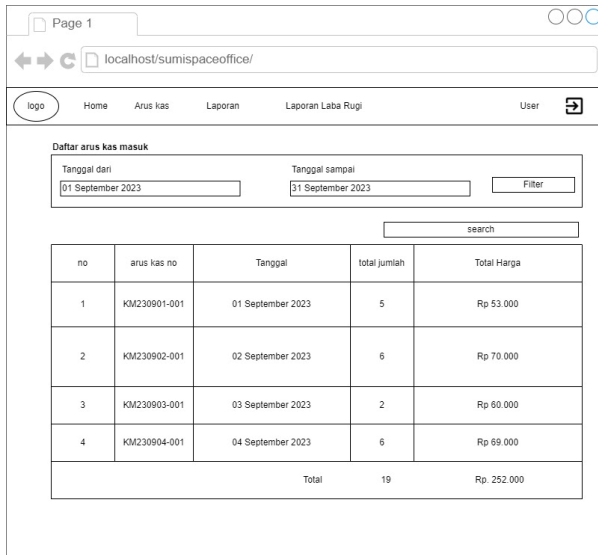 Page 1
localhost/sumispaceoffice/
logo Home Arus kas Laporan Laporan Laba Rugi User
Daftar arus kas masuk
Tanggal dari Tanggal sampai
01 September 2023 31 September 2023 Filter
search
no arus kas no Tanggal total jumlah Total Harga
1 KM230901-001 01 September 2023 5 Rp 53.000
2 KM230902-001 02 September 2023 6 Rp 70.000
3 KM230903-001 03 September 2023 2 Rp 60.000
4 KM230904-001 04 September 2023 6 Rp 69.000
Total 19 Rp. 252.000